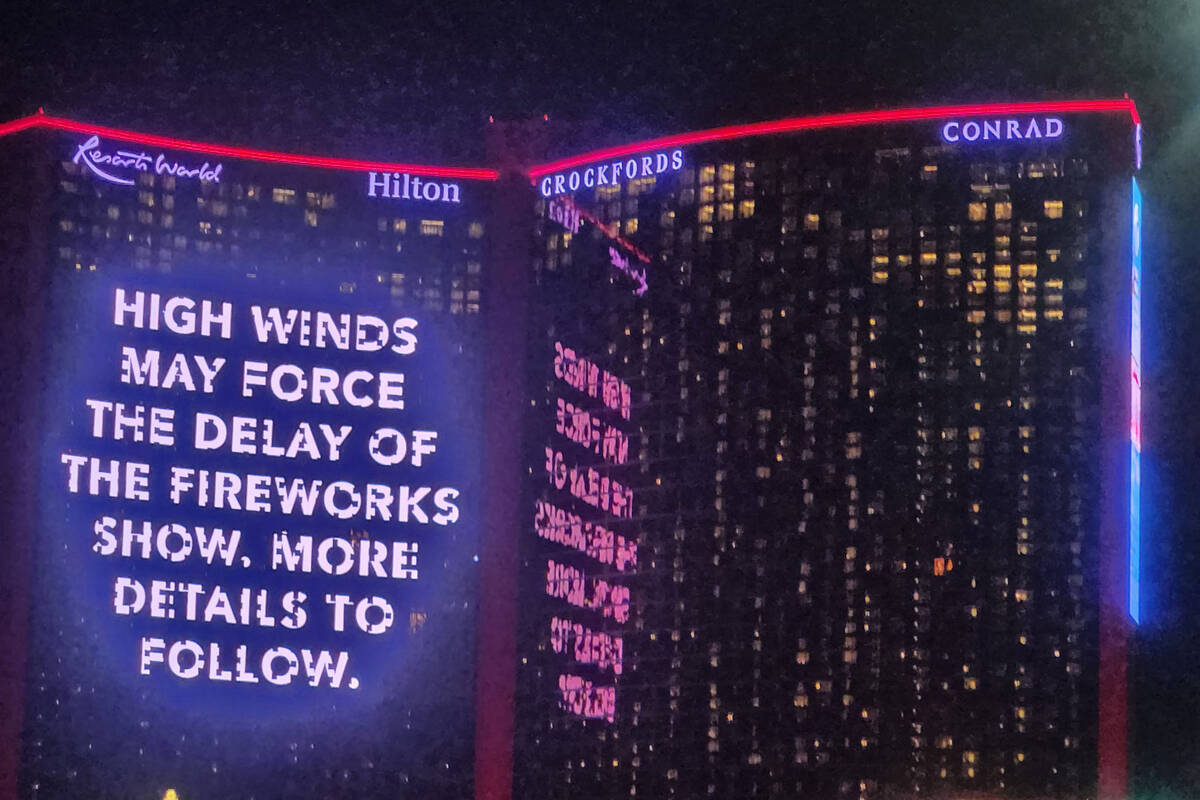 Resorts World
Hilton
CROCKFORDS
CONRAD
HIGH WINDS
MAY FORCE
THE DELAY OF
THE FIREWORKS
SHOW. MORE
DETAILS TO
FOLLOW.